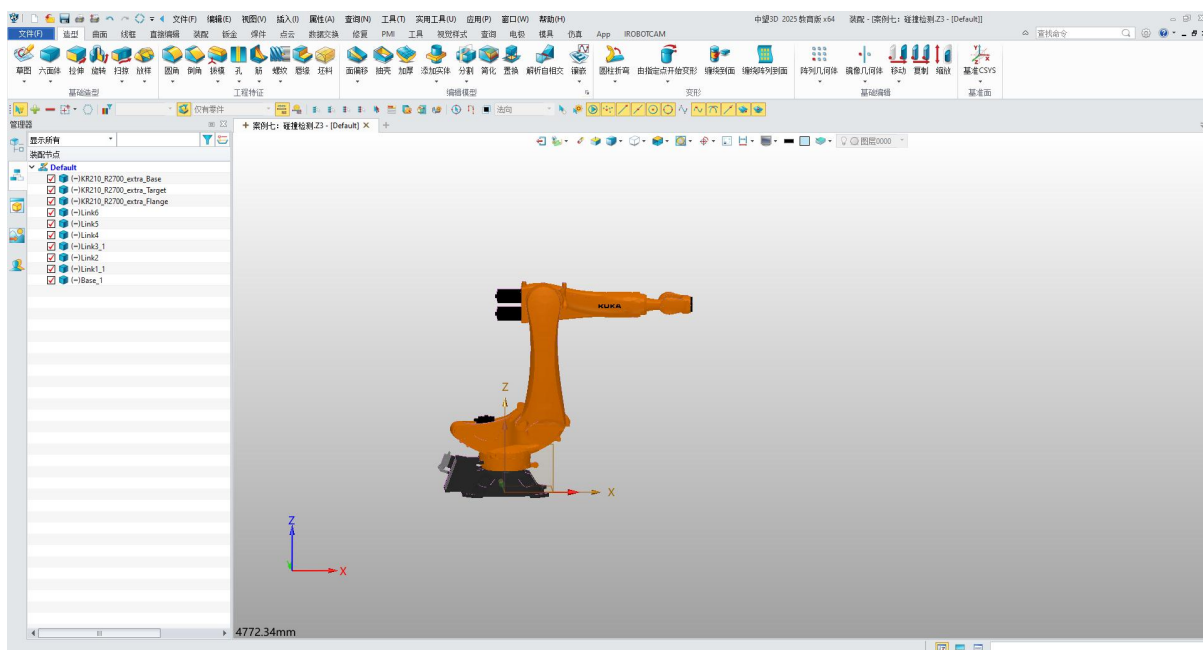 文件(F) 编辑(E) 视图(V) 插入(I) 属性(A) 查询(N) 工具(T) 实用工具(U) 应用(P) 窗口(W) 帮助(H) 中望3D 2025 教育版 x64 装配 - [案例七：碰撞检测.Z3 - [Default]]
文件(F) 造型 曲面 线框 直接编辑 装配 钣金 焊件 点云 数据交换 修复 PMI 工具 视觉样式 查询 电极 模具 仿真 App IROBOTCAM 查找命令
草图 六面体 拉伸 旋转 扫掠 放样 圆角 倒角 拔模 孔 筋 螺纹 唇缘 坯料 面偏移 抽壳 加厚 添加实体 分割 简化 置换 解析自相交 镶嵌 圆柱折弯 由指定点开始变形 缠绕到面 缠绕阵列到面 阵列几何体 镜像几何体 移动 复制 缩放 基准CSYS
基础造型 工程特征 编辑模型 变形 基础编辑 基准面
仅有零件 法向
管理器 案例七：碰撞检测.Z3 - [Default]
显示所有 图层0000
装配节点
Default
(-)KR210_R2700_extra_Base
(-)KR210_R2700_extra_Target
(-)KR210_R2700_extra_Flange
(-)Link6
(-)Link5
(-)Link4
(-)Link3_1
(-)Link2
(-)Link1_1
(-)Base_1
KUKA
Z
X
Z
X
4772.34mm